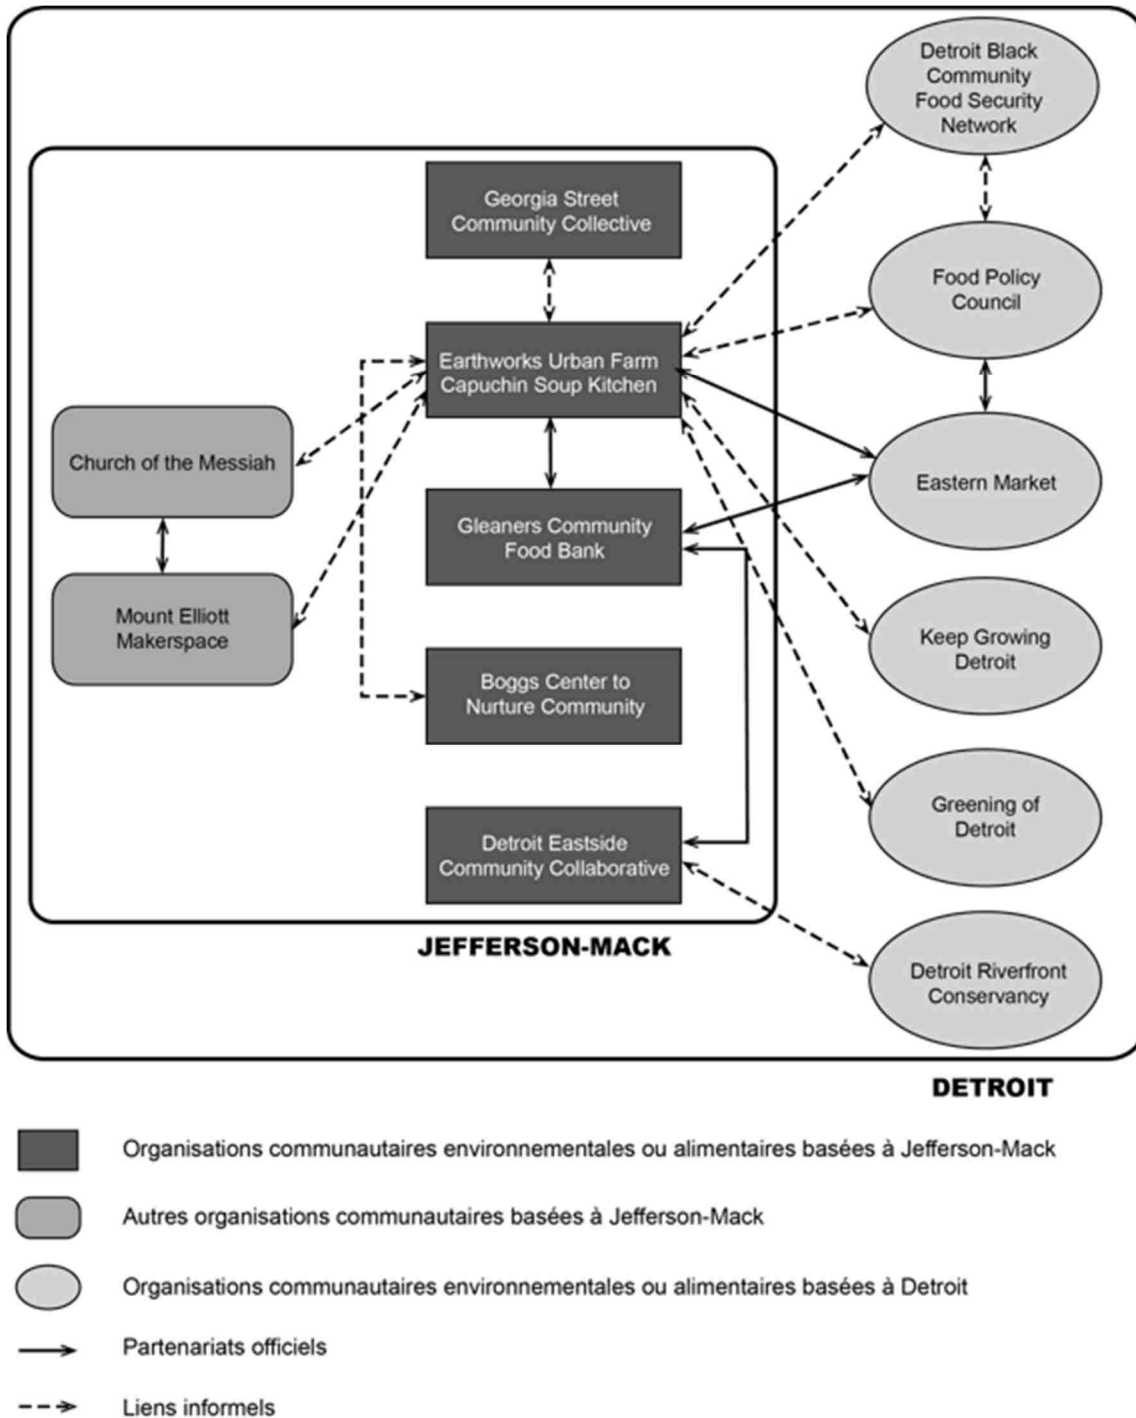 Detroit Black
Community
Food Security
Network
Georgia Street
Community Collective
Food Policy
Council
Earthworks Urban Farm
Capuchin Soup Kitchen
Church of the Messiah
Eastern Market
Gleaners Community
Food Bank
Mount Elliott
Makerspace
Keep Growing
Detroit
Boggs Center to
Nurture Community
Greening of
Detroit
Detroit Eastside
Community Collaborative
JEFFERSON-MACK
Detroit Riverfront
Conservancy
DETROIT
Organisations communautaires environnementales ou alimentaires basées à Jefferson-Mack
Autres organisations communautaires basées à Jefferson-Mack
Organisations communautaires environnementales ou alimentaires basées à Detroit
Partenariats officiels
Liens informels